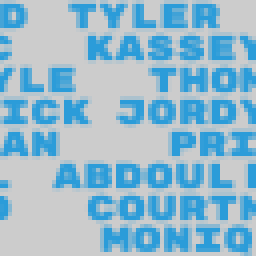 D TYLER
C KASSEY
YLE THOM
ICK JORDY
AN PRI
L ABDOUL
O COURTN
MONIQ